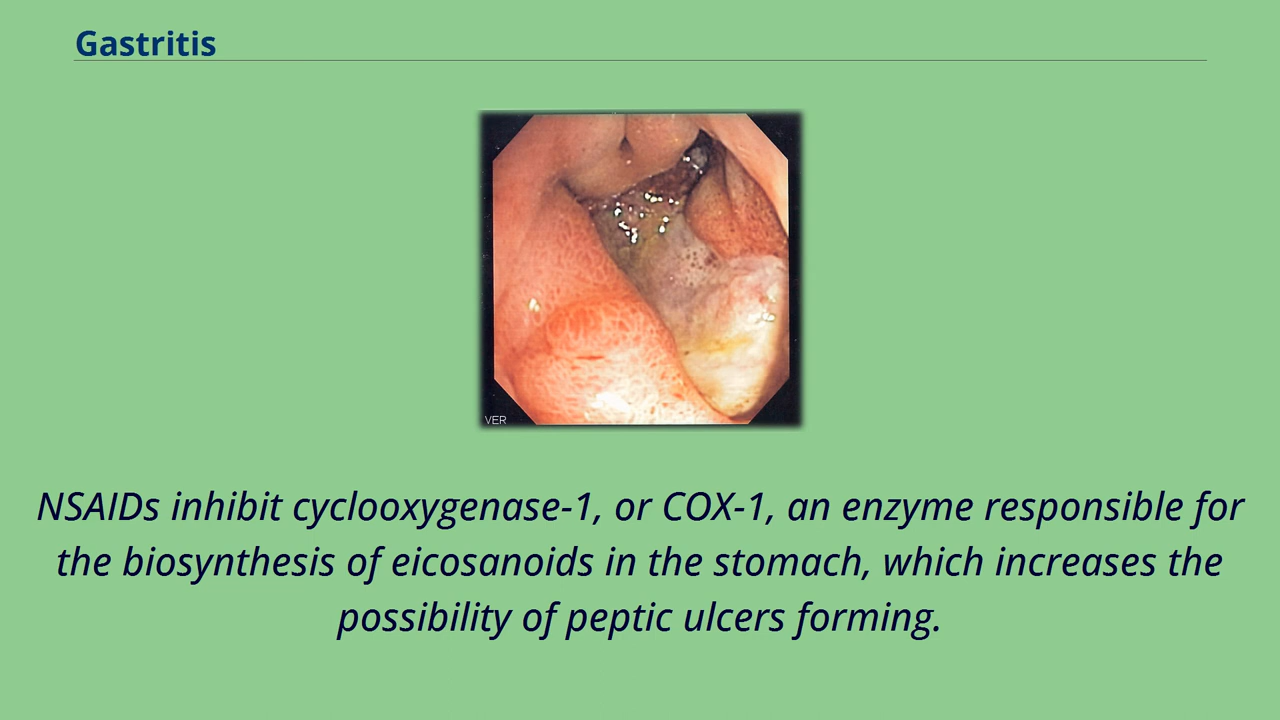 Gastritis
VER
NSAIDs inhibit cyclooxygenase-1, or COX-1, an enzyme responsible for
the biosynthesis of eicosanoids in the stomach, which increases the
possibility of peptic ulcers forming.